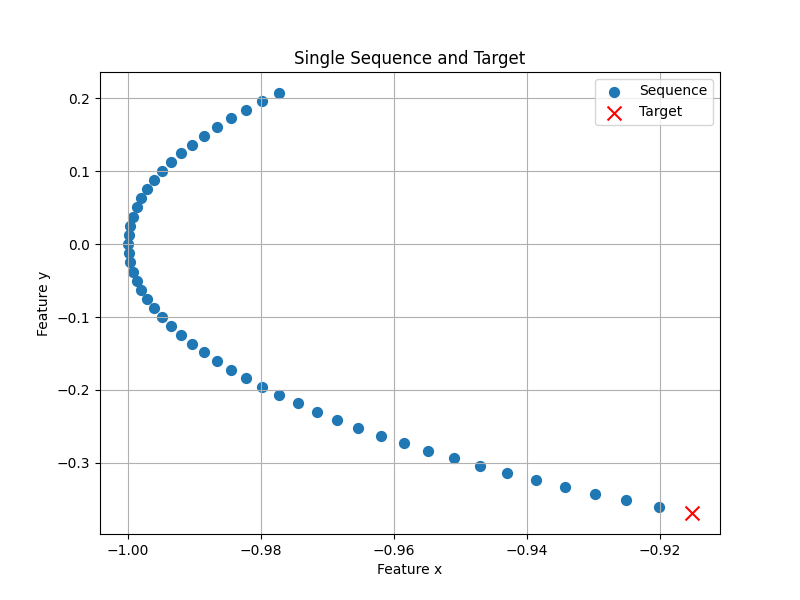 Single Sequence and Target
Sequence
Target
0.2
0.1
0.0
−0.1
−0.2
−0.3
Feature y
−1.00
−0.98
−0.96
−0.94
−0.92
Feature x